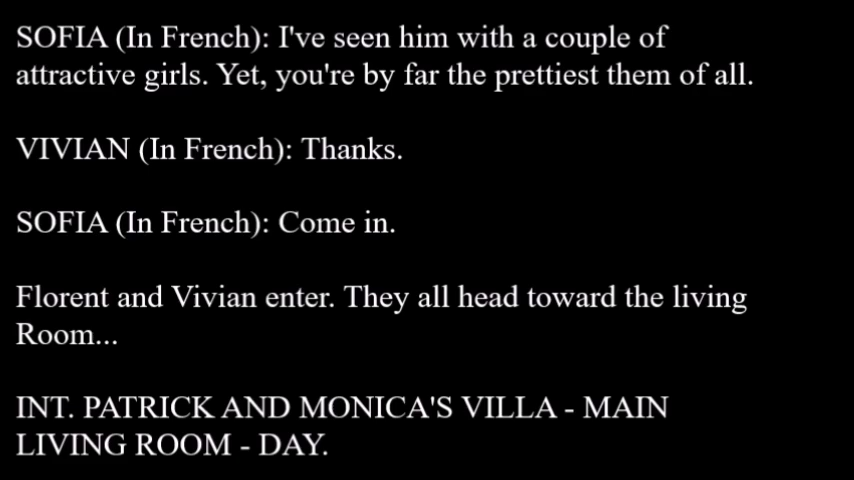 SOFIA (In French): I've seen him with a couple of
attractive girls. Yet, you're by far the prettiest them of all.
VIVIAN (In French): Thanks.
SOFIA (In French): Come in.
Florent and Vivian enter. They all head toward the living
Room...
INT. PATRICK AND MONICA'S VILLA - MAIN
LIVING ROOM - DAY.